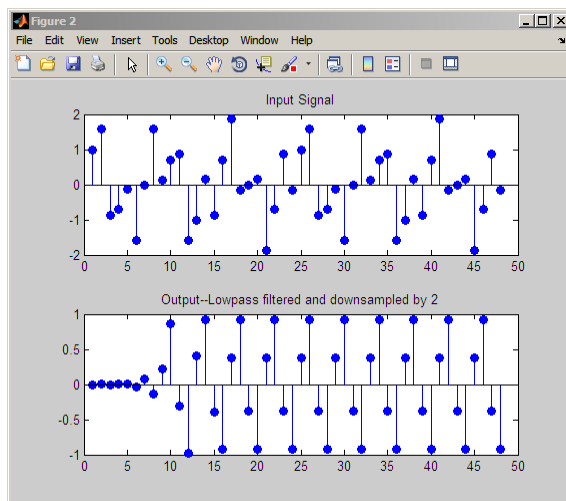 Figure 2
File Edit View Insert Tools Desktop Window Help
Input Signal
2
1
0
-1
-2
0 5 10 15 20 25 30 35 40 45 50
Output--Lowpass filtered and downsampled by 2
1
0.5
0
-0.5
-1
0 5 10 15 20 25 30 35 40 45 50